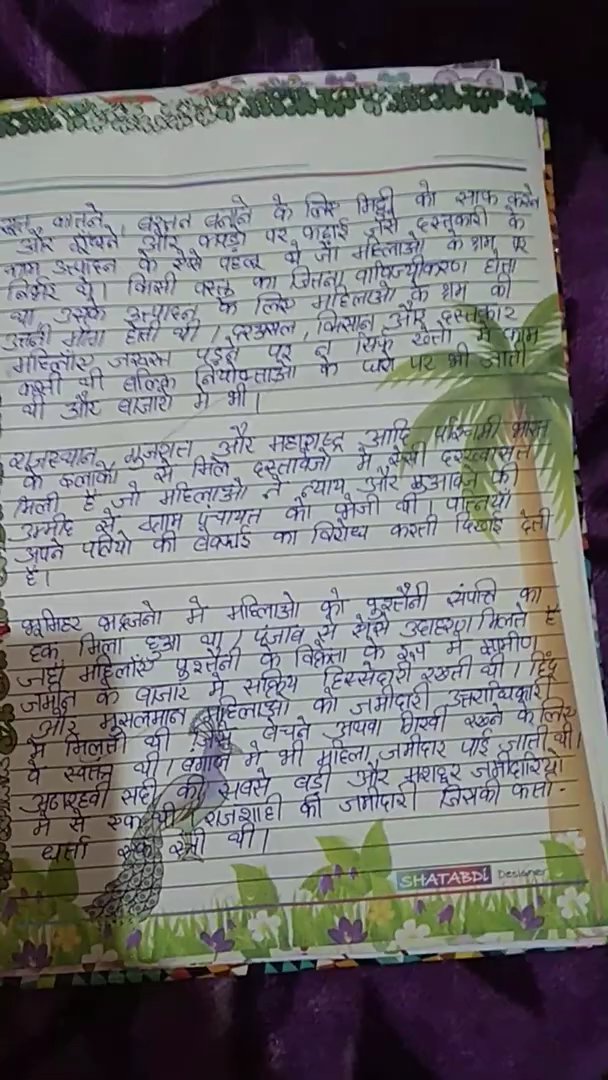 सूत कातने, बरतन बनाने के लिए मिट्टी को साफ करने
और गूंथने, और कपड़ों पर कढ़ाई जैसे दस्तकारी के
काम उत्पादन के ऐसे पहलू थे जो महिलाओं के श्रम पर
निर्भर थे। किसी वस्तु का जितना वाणिज्यीकरण होता
था उसके उत्पादन के लिए महिलाओं के श्रम की
उतनी मांग होती थी। दरअसल, किसान और दस्तकार
महिलाएं जरूरत पड़ने पर न सिर्फ खेतों में काम
करती थी बल्कि नियोक्ताओं के घरों पर भी जाती
थी और बाजारों में भी।
राजस्थान, गुजरात और महाराष्ट्र आदि पश्चिमी भारत
के इलाकों से मिले दस्तावेजों में ऐसी दरख्वास्त
मिली हैं जो महिलाओं ने न्याय और मुआवजे की
उम्मीद से ग्राम पंचायत को भेजी थी। पत्नियाँ
अपने पतियों की बेवफाई का विरोध करती दिखाई देती
हैं।
भूमिहर भद्रजनों में महिलाओं को पुश्तैनी संपत्ति का
हक मिला हुआ था। पंजाब से ऐसे उदाहरण मिलते हैं
जहाँ महिलाएं पुश्तैनी के विक्रेता के रूप में ग्रामीण
जमीन के बाजार में सक्रिय हिस्सेदारी रखती थी। हिंदू
और मुसलमान महिलाओं को जमींदारी उत्तराधिकार
में मिलती थी जिसे बेचने अथवा गिरवी रखने के लिए
वे स्वतंत्र थी। बंगाल में भी महिला जमींदार पाई जाती थी।
अठारहवीं सदी की सबसे बड़ी और मशहूर जमींदारियों
में से एक थी राजशाही की जमींदारी जिसकी कर्ता-
धर्ता एक स्त्री थी।
SHATABDI Designer